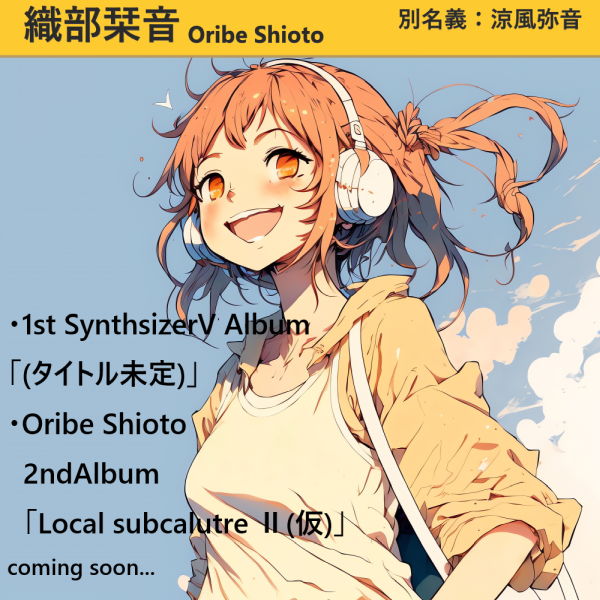 織部栞音 Oribe Shioto
別名義：涼風弥音
・1st SynthsizerV Album
「(タイトル未定)」
・Oribe Shioto
2ndAlbum
「Local subcalutre Ⅱ(仮)」
coming soon...